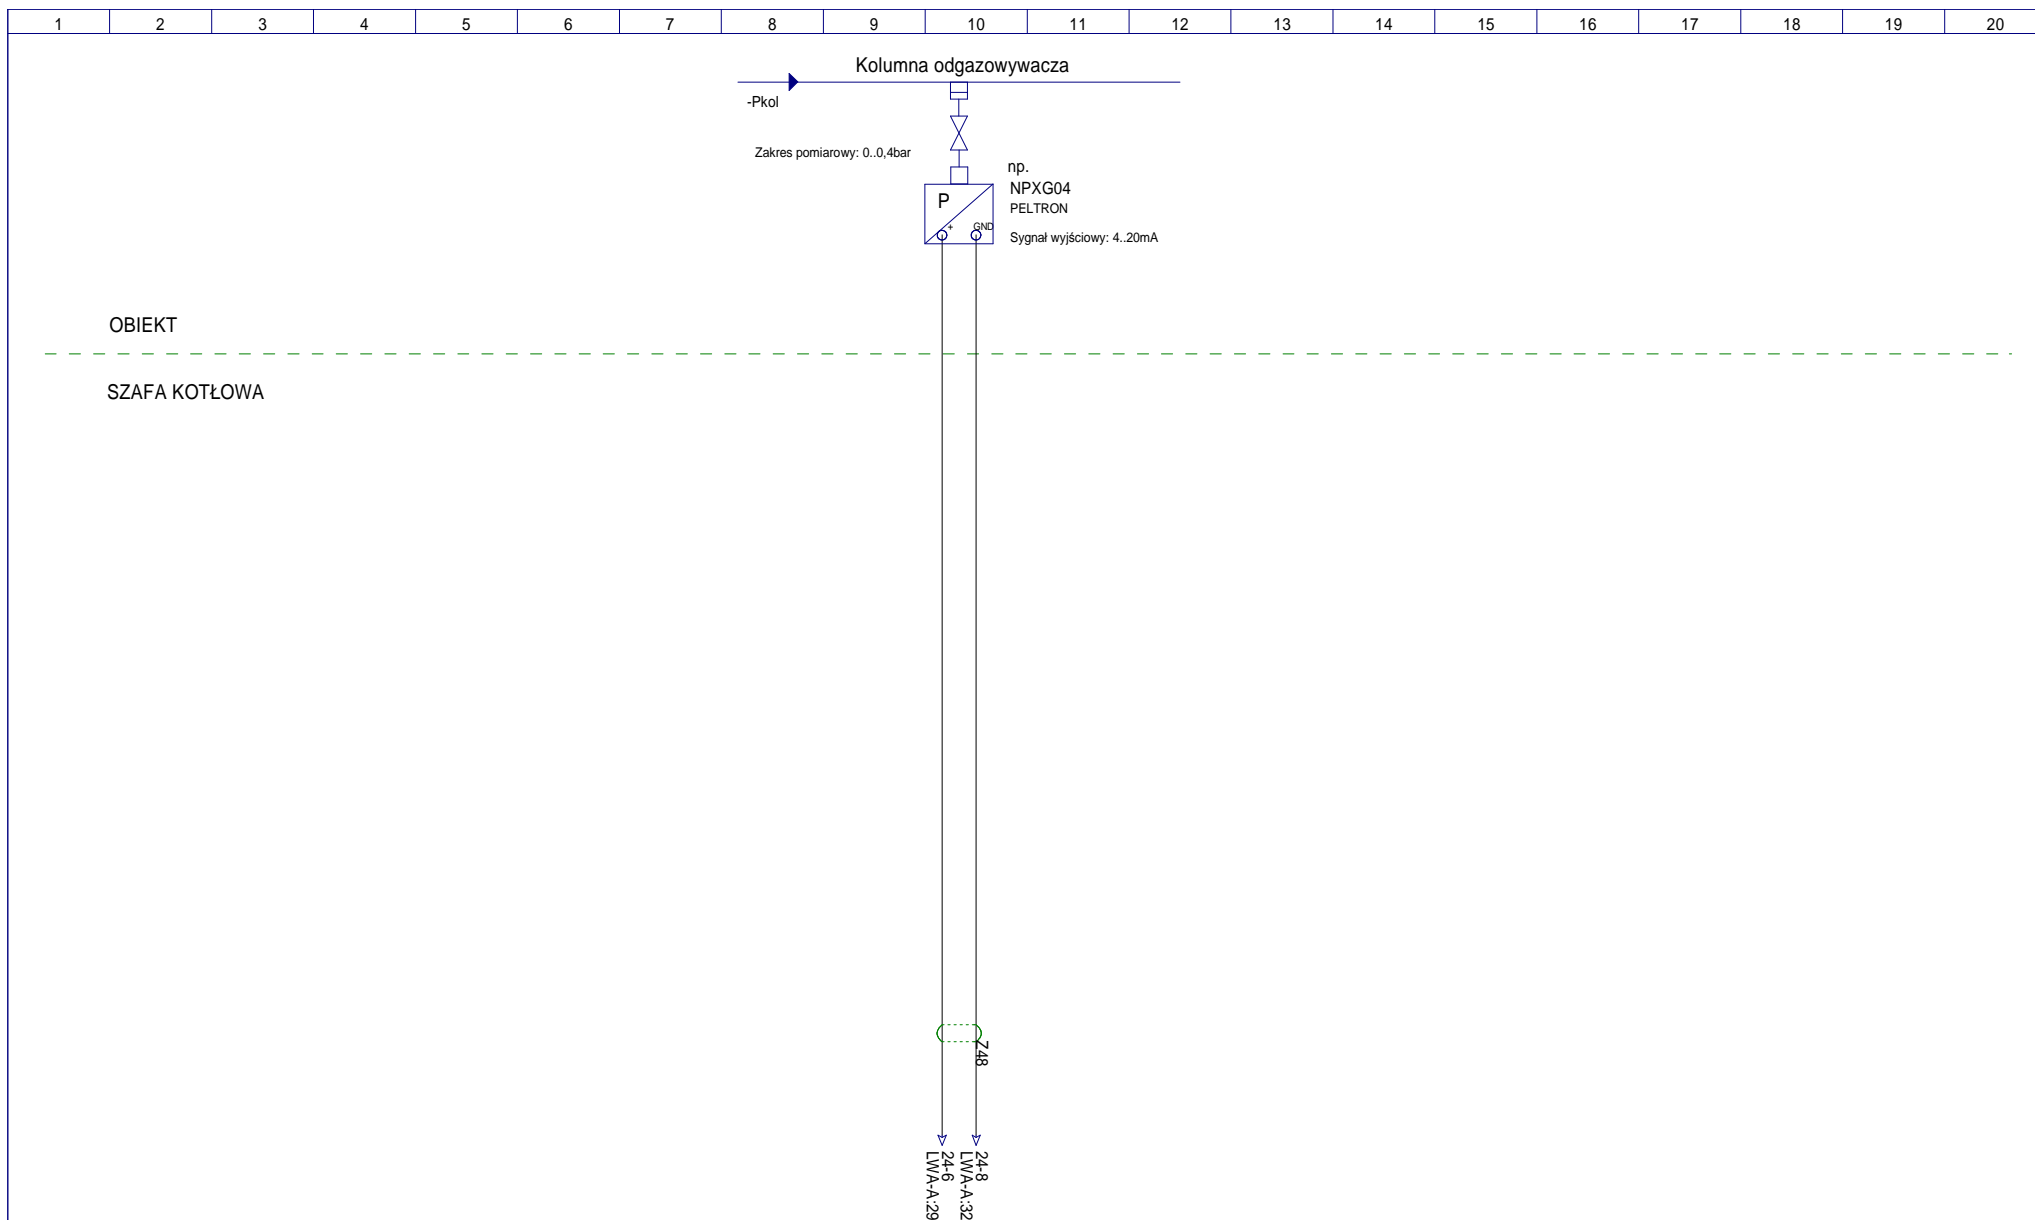 1 2 3 4 5 6 7 8 9 10 11 12 13 14 15 16 17 18 19 20
Kolumna odgazowywacza
-Pkol
Zakres pomiarowy: 0..0,4bar
np.
NPXG04
PELTRON
P
+ GND
Sygnał wyjściowy: 4..20mA
OBIEKT
SZAFA KOTŁOWA
Z48
24-6
LWA-A:29
24-8
LWA-A:32